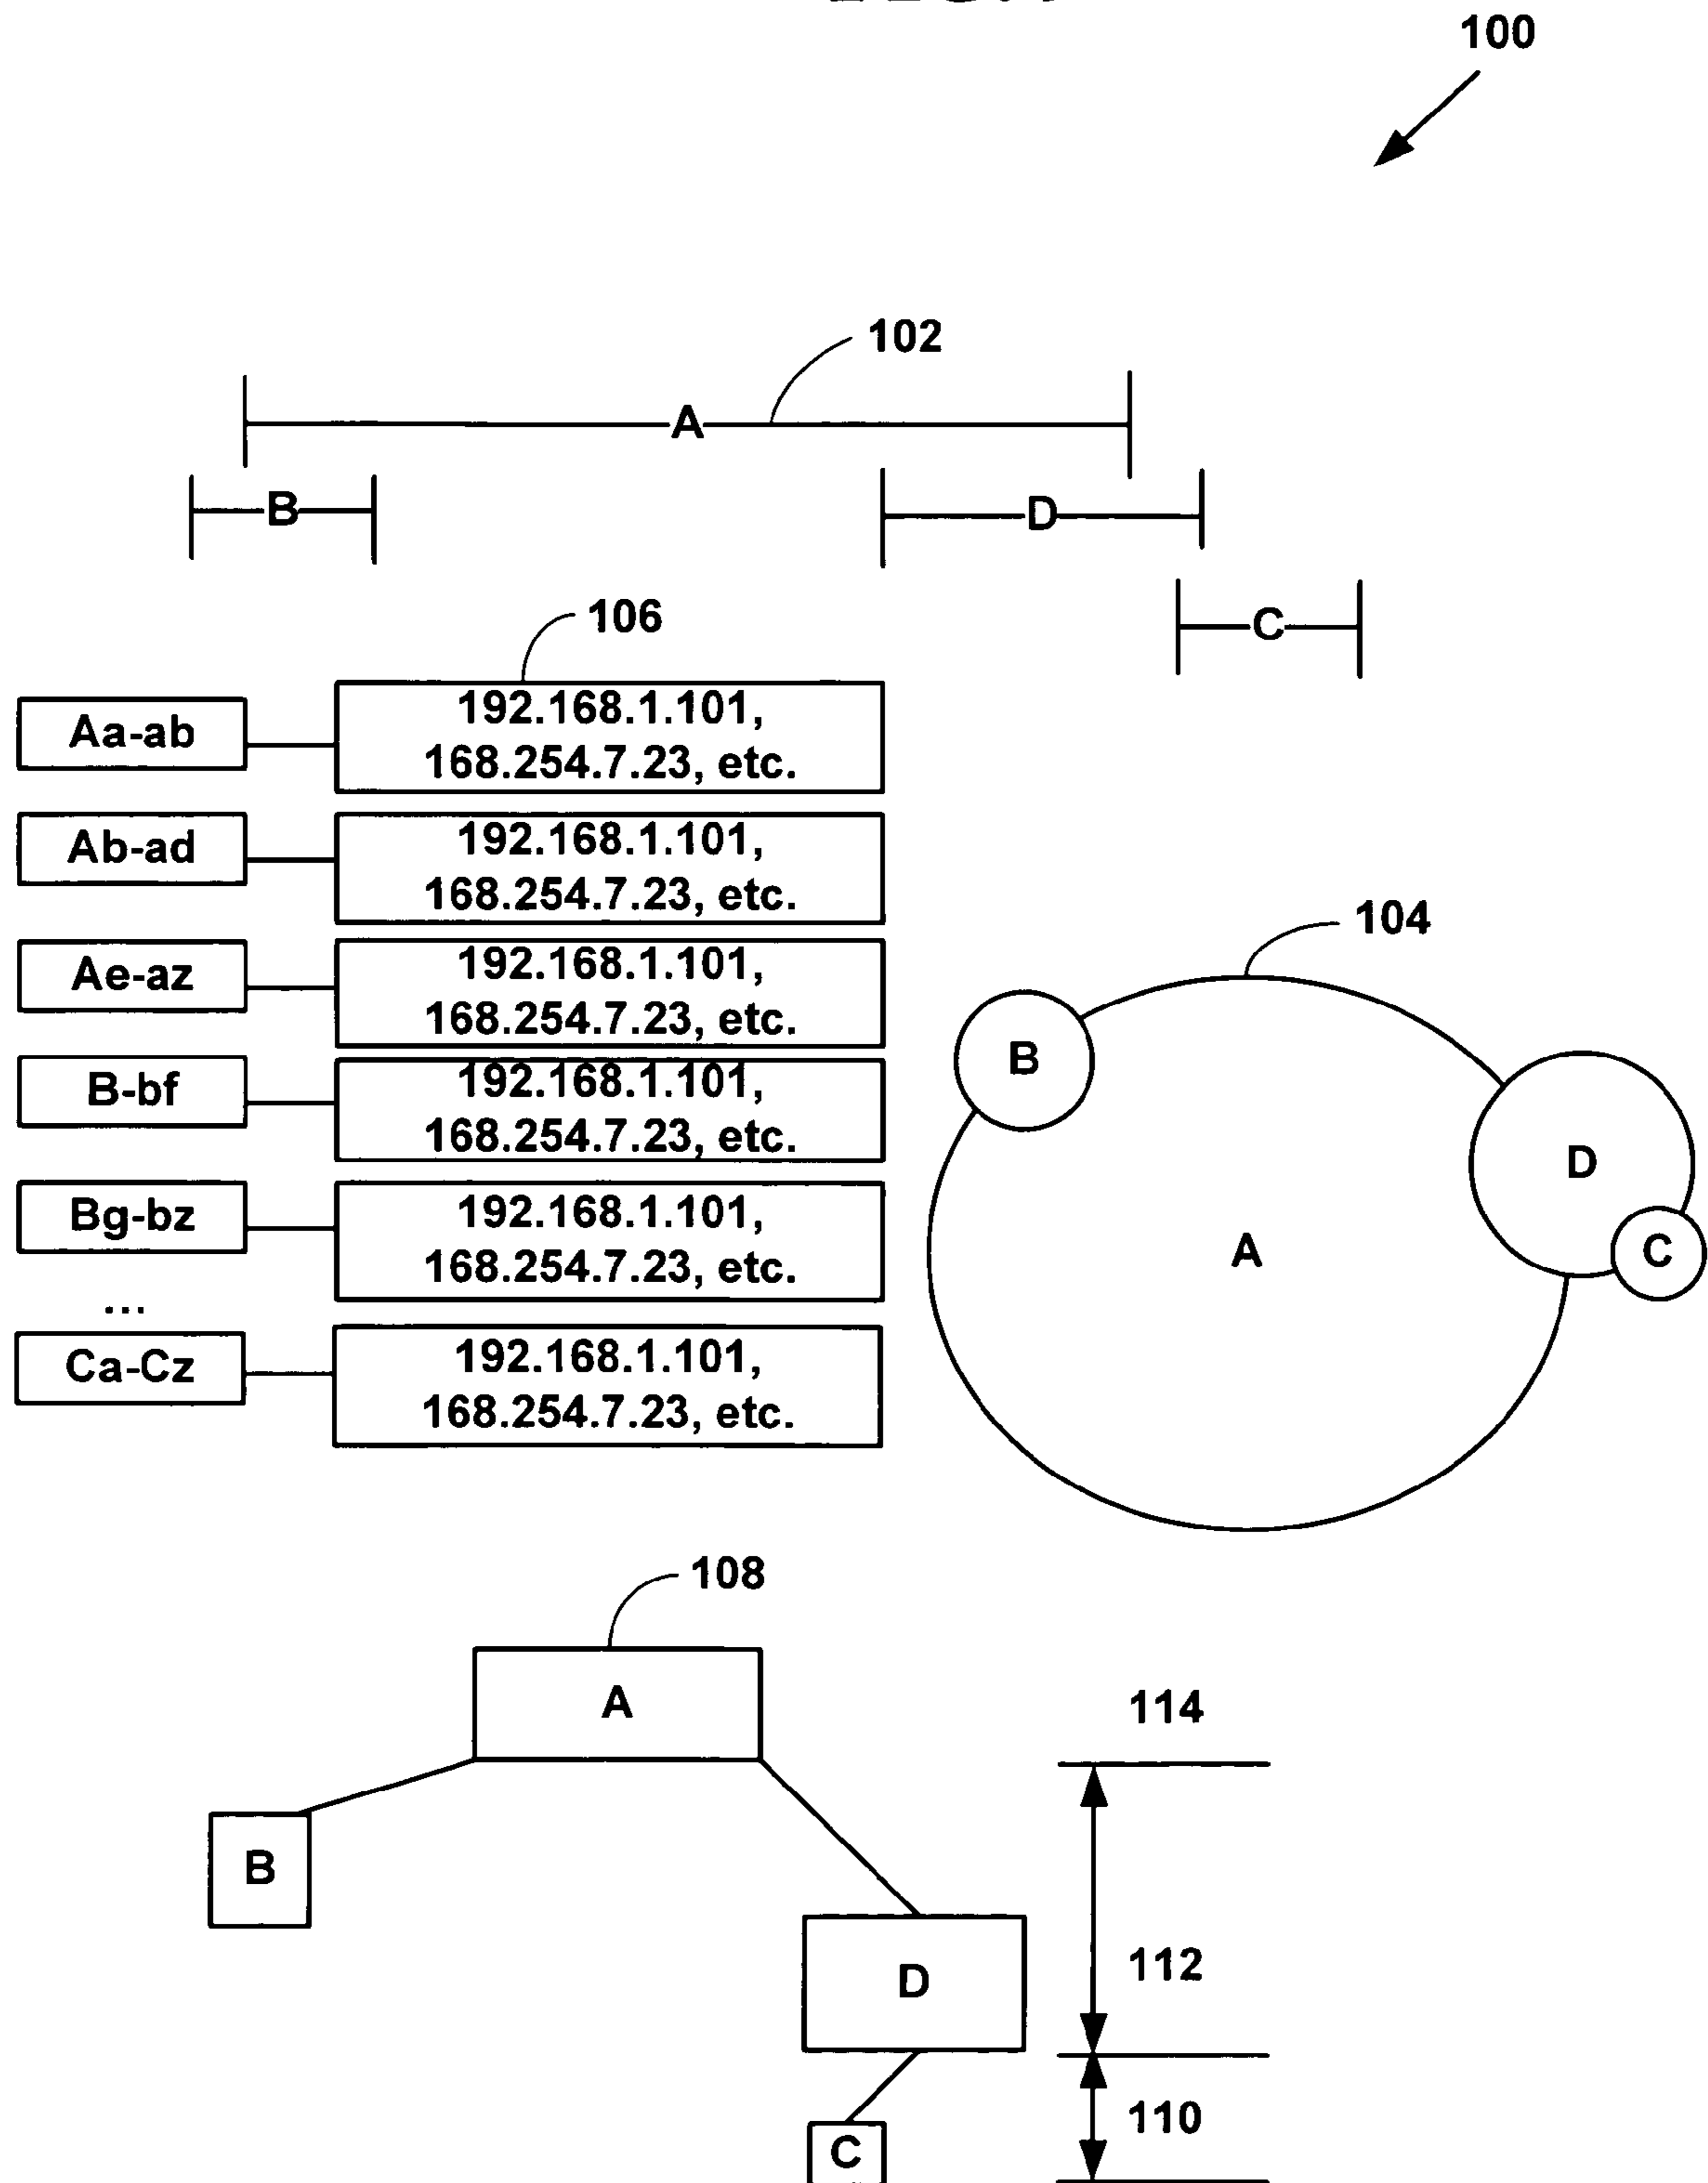 100
102
A
B
D
C
106
Aa-ab
192.168.1.101,
168.254.7.23, etc.
Ab-ad
192.168.1.101,
168.254.7.23, etc.
Ae-az
192.168.1.101,
168.254.7.23, etc.
B-bf
192.168.1.101,
168.254.7.23, etc.
Bg-bz
192.168.1.101,
168.254.7.23, etc.
...
Ca-Cz
192.168.1.101,
168.254.7.23, etc.
104
B
D
A
C
108
A
114
B
D
112
110
C